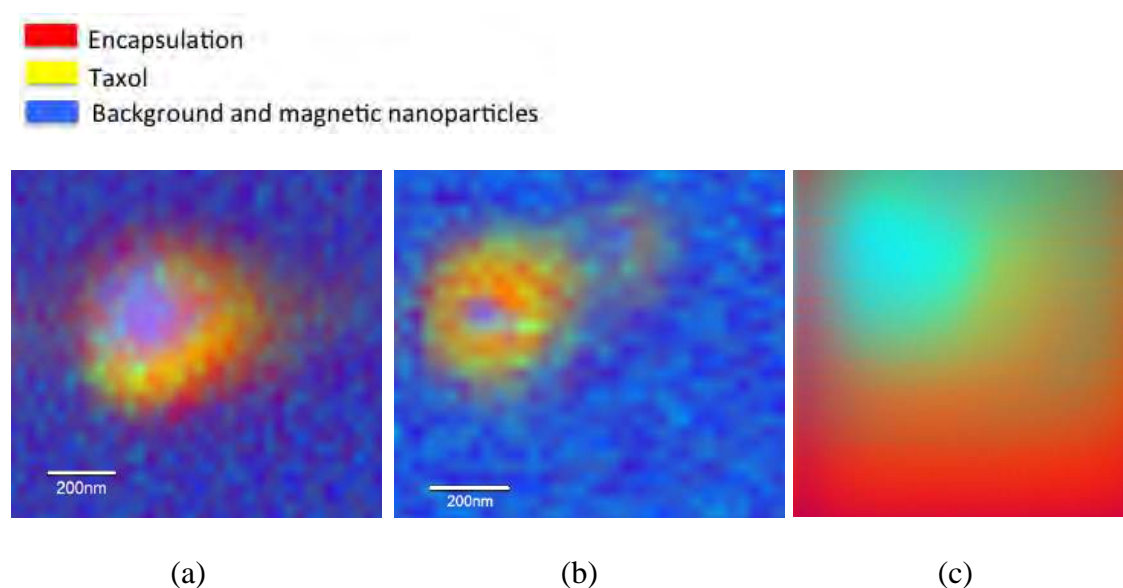 Encapsulation
Taxol
Background and magnetic nanoparticles
200nm
200nm
(a)
(b)
(c)